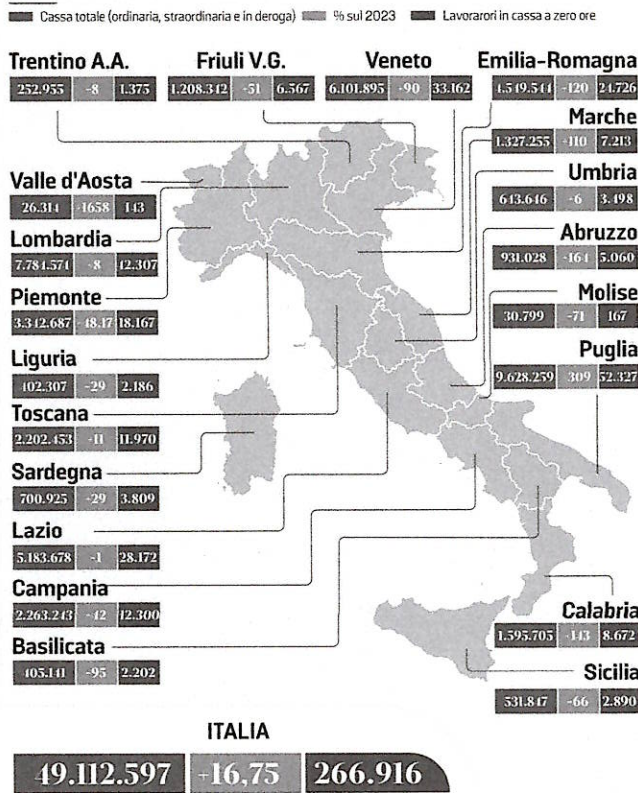 Cassa totale (ordinaria, straordinaria e in deroga) % sul 2023 Lavorarori in cassa a zero ore
Trentino A.A.
252.955 -8 1.375
Friuli V.G.
1.208.342 -51 6.567
Veneto
6.101.895 -90 33.162
Emilia-Romagna
4.549.544 -120 24.726
Marche
1.327.255 -110 7.213
Valle d'Aosta
26.314 -1658 143
Umbria
643.646 -6 3.498
Lombardia
7.784.574 -8 42.307
Abruzzo
931.028 -164 5.060
Piemonte
3.342.687 -48.17 18.167
Molise
30.799 -71 167
Liguria
402.307 -29 2.186
Puglia
9.628.259 309 52.327
Toscana
2.202.453 -11 11.970
Sardegna
700.925 -29 3.809
Lazio
5.183.678 -1 28.172
Campania
2.263.243 -42 12.300
Calabria
1.595.705 -143 8.672
Basilicata
405.141 -95 2.202
Sicilia
531.847 -66 2.890
ITALIA
49.112.597 +16,75 266.916